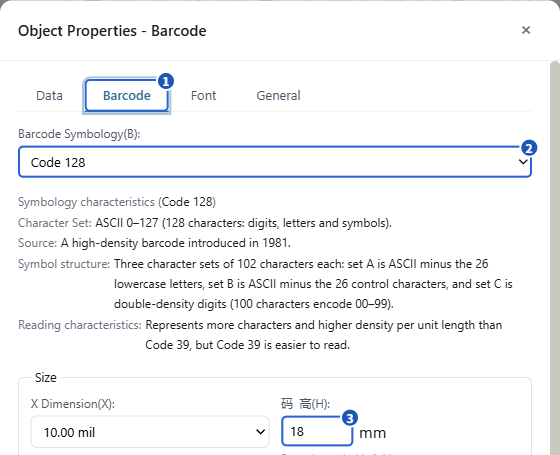 Object Properties - Barcode ×
Data Barcode 1 Font General
Barcode Symbology(B):
Code 128 2
Symbology characteristics (Code 128)
Character Set: ASCII 0–127 (128 characters: digits, letters and symbols).
Source: A high-density barcode introduced in 1981.
Symbol structure: Three character sets of 102 characters each: set A is ASCII minus the 26
lowercase letters, set B is ASCII minus the 26 control characters, and set C is
double-density digits (100 characters encode 00–99).
Reading characteristics: Represents more characters and higher density per unit length than
Code 39, but Code 39 is easier to read.
Size
X Dimension(X): 码 高(H):
10.00 mil 18 3 mm